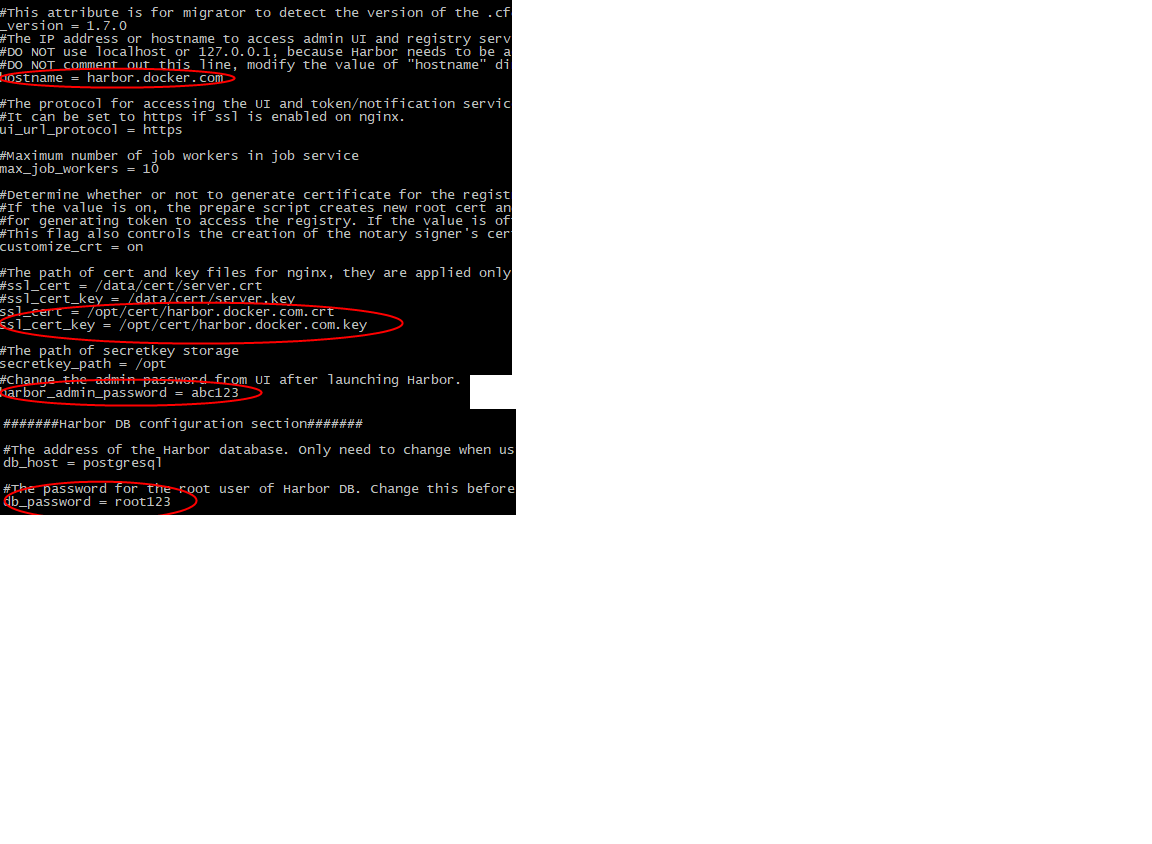 #This attribute is for migrator to detect the version of the .cf
_version = 1.7.0
#The IP address or hostname to access admin UI and registry serv
#DO NOT use localhost or 127.0.0.1, because Harbor needs to be a
#DO NOT comment out this line, modify the value of "hostname" di
hostname = harbor.docker.com
#The protocol for accessing the UI and token/notification servic
#It can be set to https if ssl is enabled on nginx.
ui_url_protocol = https
#Maximum number of job workers in job service
max_job_workers = 10
#Determine whether or not to generate certificate for the regist
#If the value is on, the prepare script creates new root cert an
#for generating token to access the registry. If the value is of
#This flag also controls the creation of the notary signer's cer
customize_crt = on
#The path of cert and key files for nginx, they are applied only
#ssl_cert = /data/cert/server.crt
#ssl_cert_key = /data/cert/server.key
ssl_cert = /opt/cert/harbor.docker.com.crt
ssl_cert_key = /opt/cert/harbor.docker.com.key
#The path of secretkey storage
secretkey_path = /opt
#Change the admin password from UI after launching Harbor.
harbor_admin_password = abc123
#######Harbor DB configuration section#######
#The address of the Harbor database. Only need to change when us
db_host = postgresql
#The password for the root user of Harbor DB. Change this before
db_password = root123